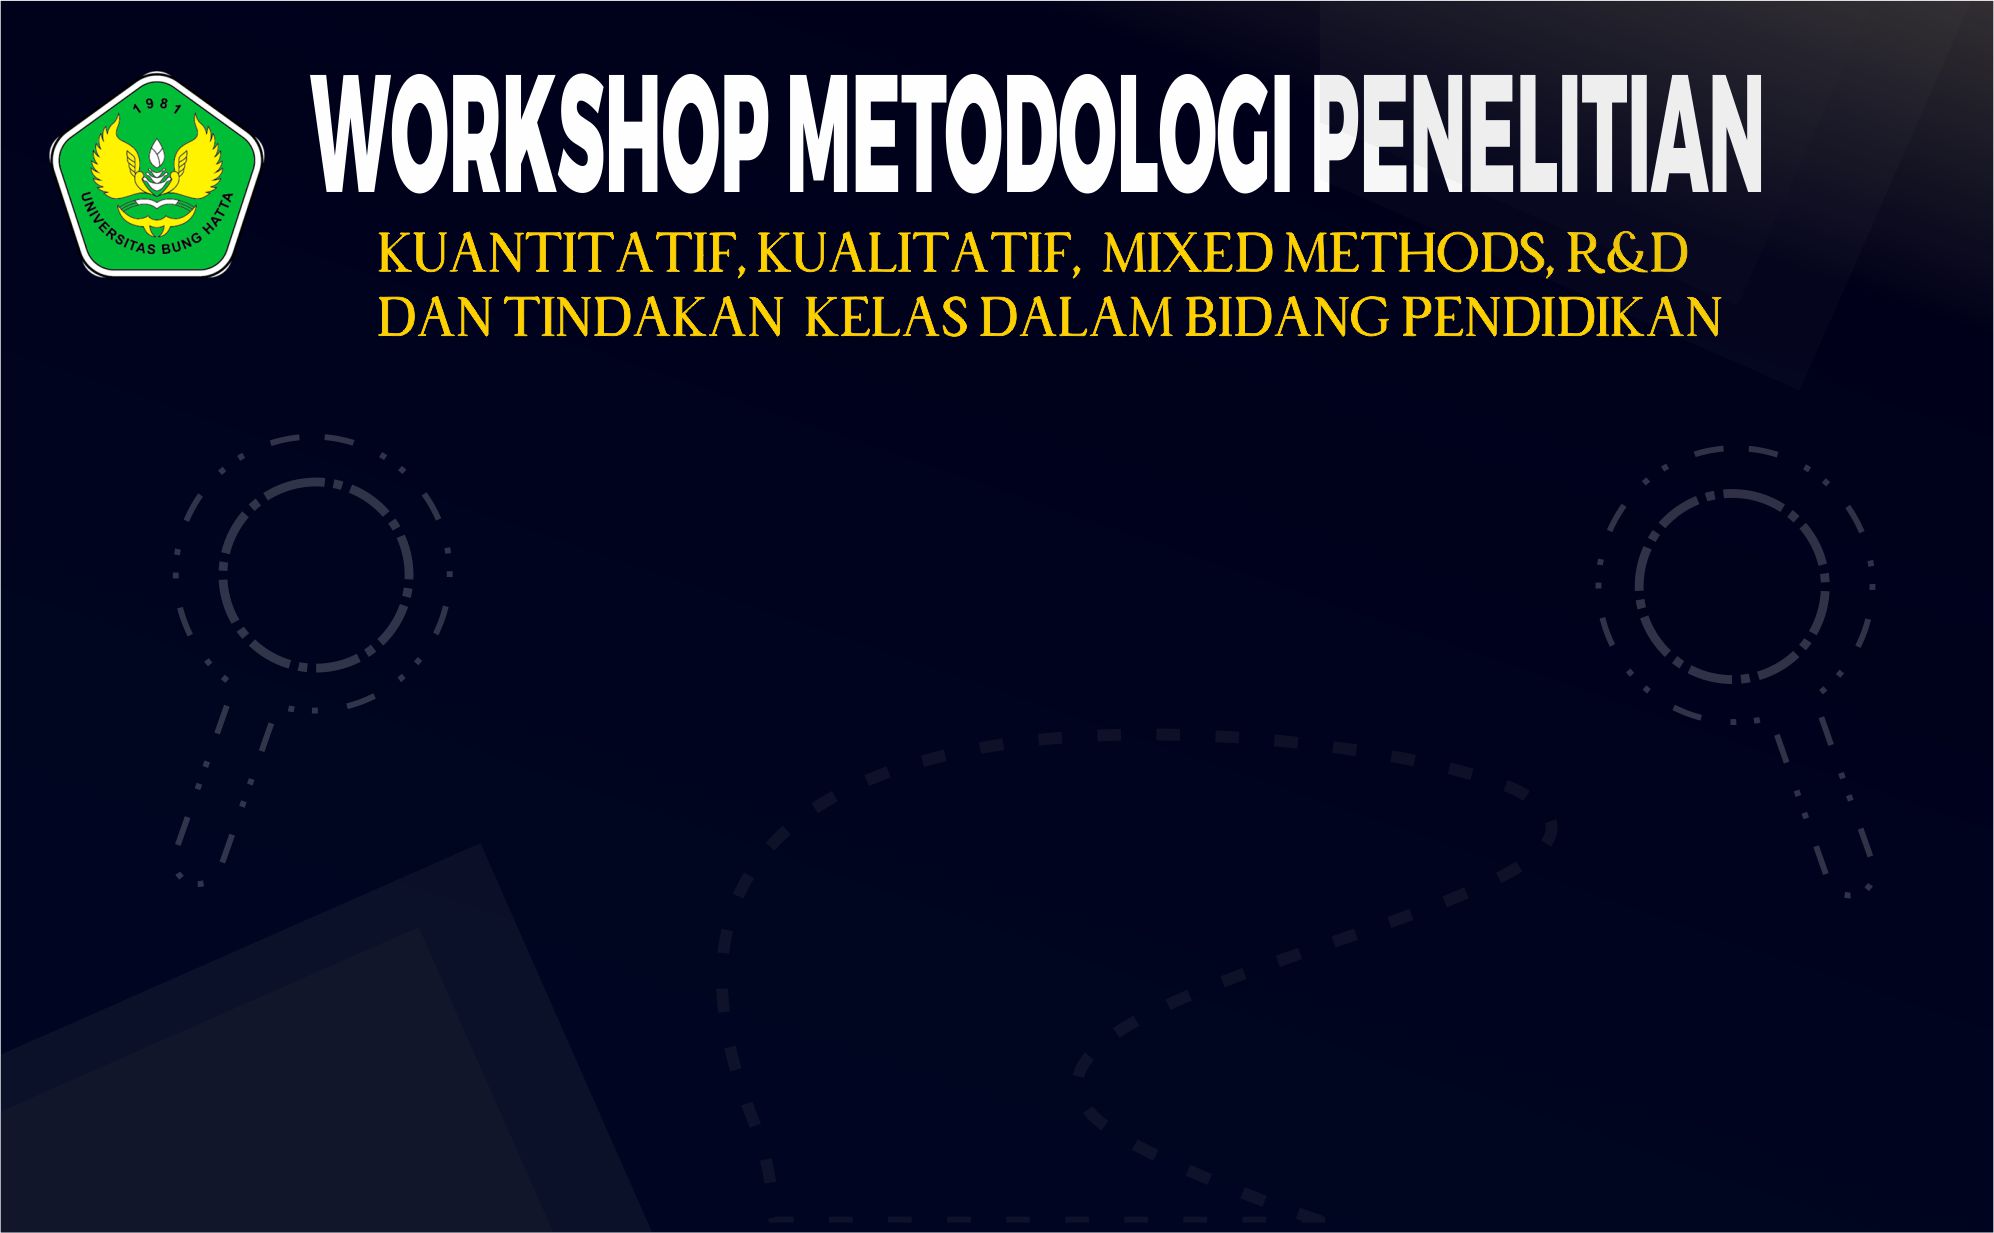 1981
UNIVERSITAS BUNG HATTA
WORKSHOP METODOLOGI PENELITIAN
KUANTITATIF, KUALITATIF, MIXED METHODS, R&D
DAN TINDAKAN KELAS DALAM BIDANG PENDIDIKAN